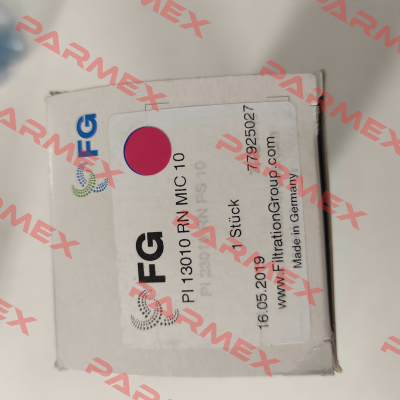 FG
FG
PI 13010 RN MIC 10
1 Stück
77925027
16.05.2019
www.FiltrationGroup.com
Made in Germany
PARMEX
PARMEX
PARMEX
PARMEX
PARMEX